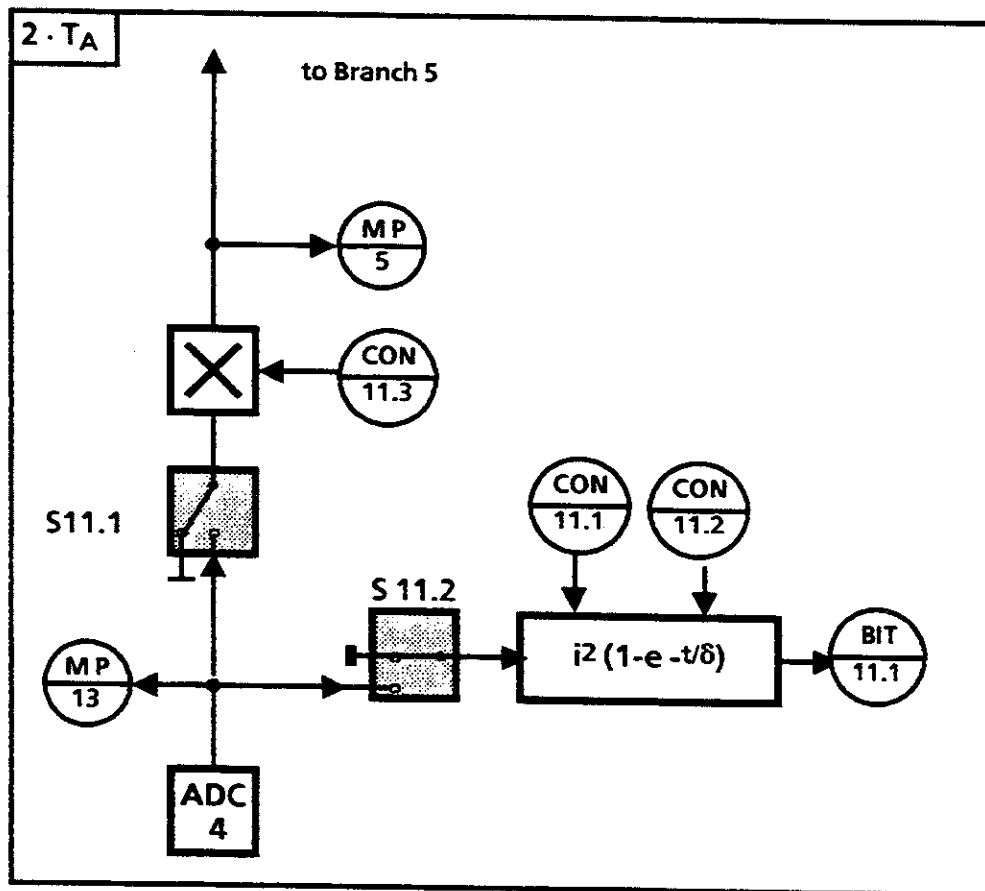 2 · TA
to Branch 5
MP
5
CON
11.3
S11.1
CON
11.1
CON
11.2
S 11.2
i2 (1-e -t/δ)
BIT
11.1
MP
13
ADC
4